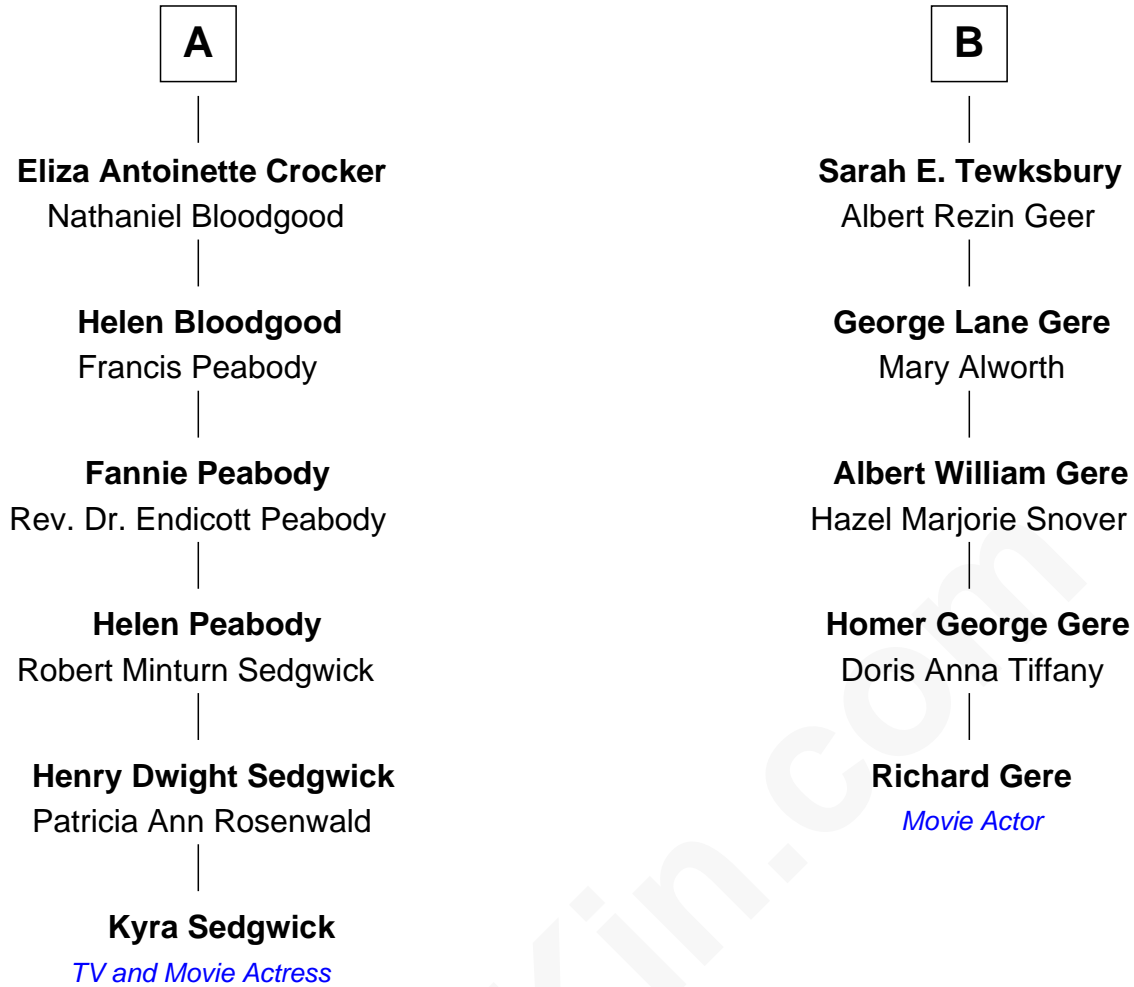 A
Eliza Antoinette Crocker
Nathaniel Bloodgood
Helen Bloodgood
Francis Peabody
Fannie Peabody
Rev. Dr. Endicott Peabody
Helen Peabody
Robert Minturn Sedgwick
Henry Dwight Sedgwick
Patricia Ann Rosenwald
Kyra Sedgwick
TV and Movie Actress
B
Sarah E. Tewksbury
Albert Rezin Geer
George Lane Gere
Mary Alworth
Albert William Gere
Hazel Marjorie Snover
Homer George Gere
Doris Anna Tiffany
Richard Gere
Movie Actor
Kin.com